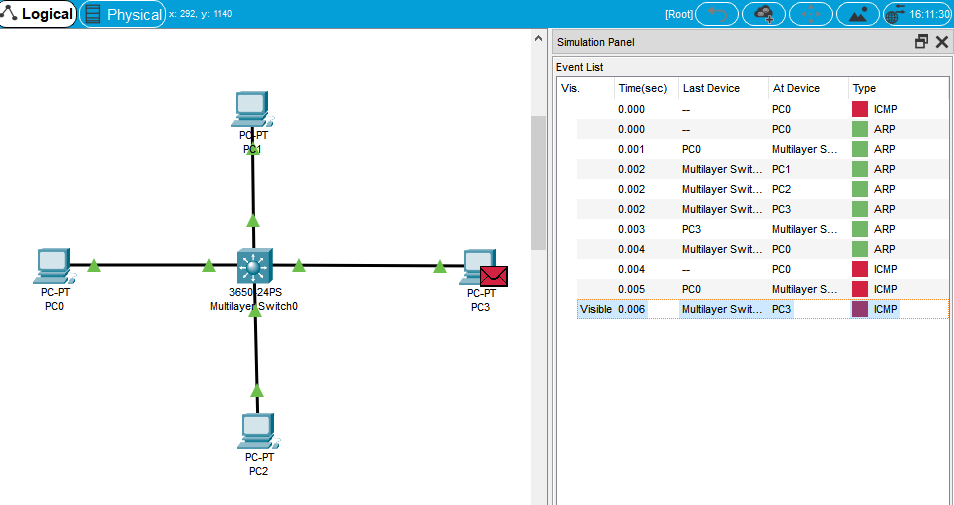 Logical Physical x: 292, y: 1140 [Root] 16:11:30
Simulation Panel
Event List
Vis. Time(sec) Last Device At Device Type
0.000 -- PC0 ICMP
0.000 -- PC0 ARP
0.001 PC0 Multilayer S... ARP
0.002 Multilayer Swit... PC1 ARP
0.002 Multilayer Swit... PC2 ARP
0.002 Multilayer Swit... PC3 ARP
0.003 PC3 Multilayer S... ARP
0.004 Multilayer Swit... PC0 ARP
0.004 -- PC0 ICMP
0.005 PC0 Multilayer S... ICMP
Visible 0.006 Multilayer Swit... PC3 ICMP
PC-PT
PC1
PC-PT
PC0
3650-24PS
Multilayer Switch0
PC-PT
PC3
PC-PT
PC2